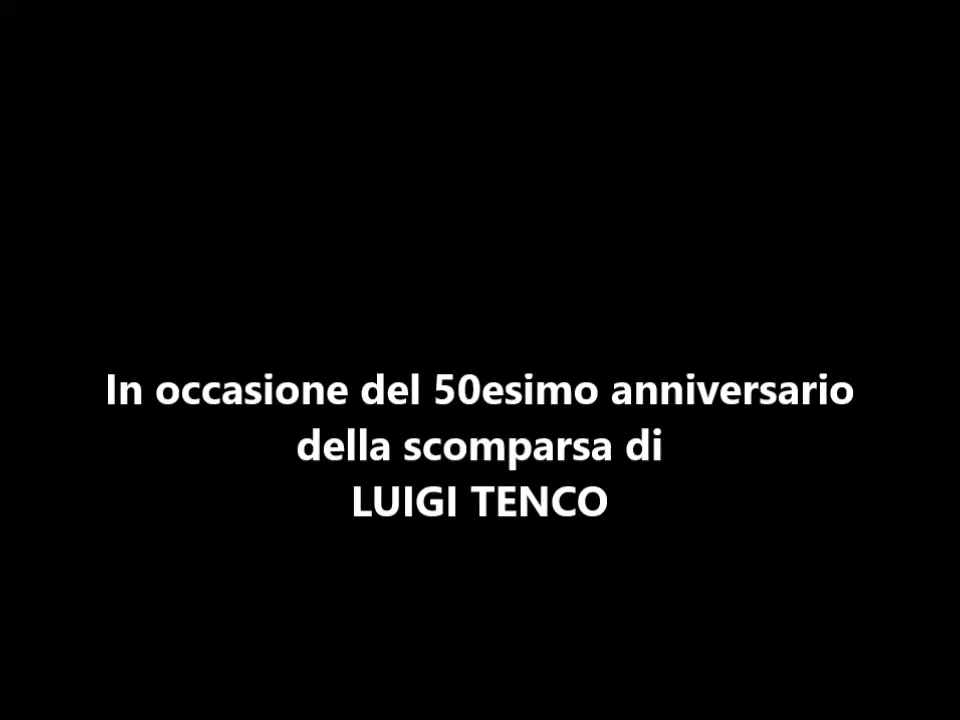 In occasione del 50esimo anniversario
della scomparsa di
LUIGI TENCO